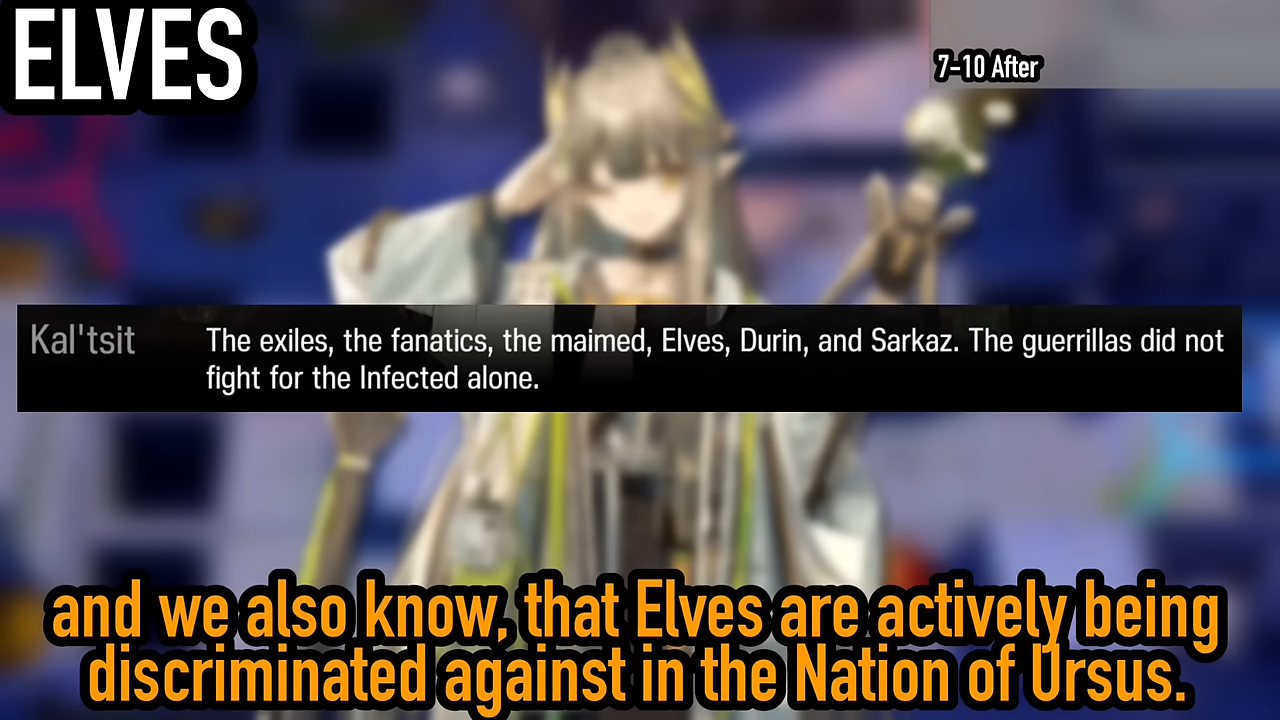 ELVES
7-10 After
Kal'tsit
The exiles, the fanatics, the maimed, Elves, Durin, and Sarkaz. The guerrillas did not
fight for the Infected alone.
and we also know, that Elves are actively being
discriminated against in the Nation of Ursus.